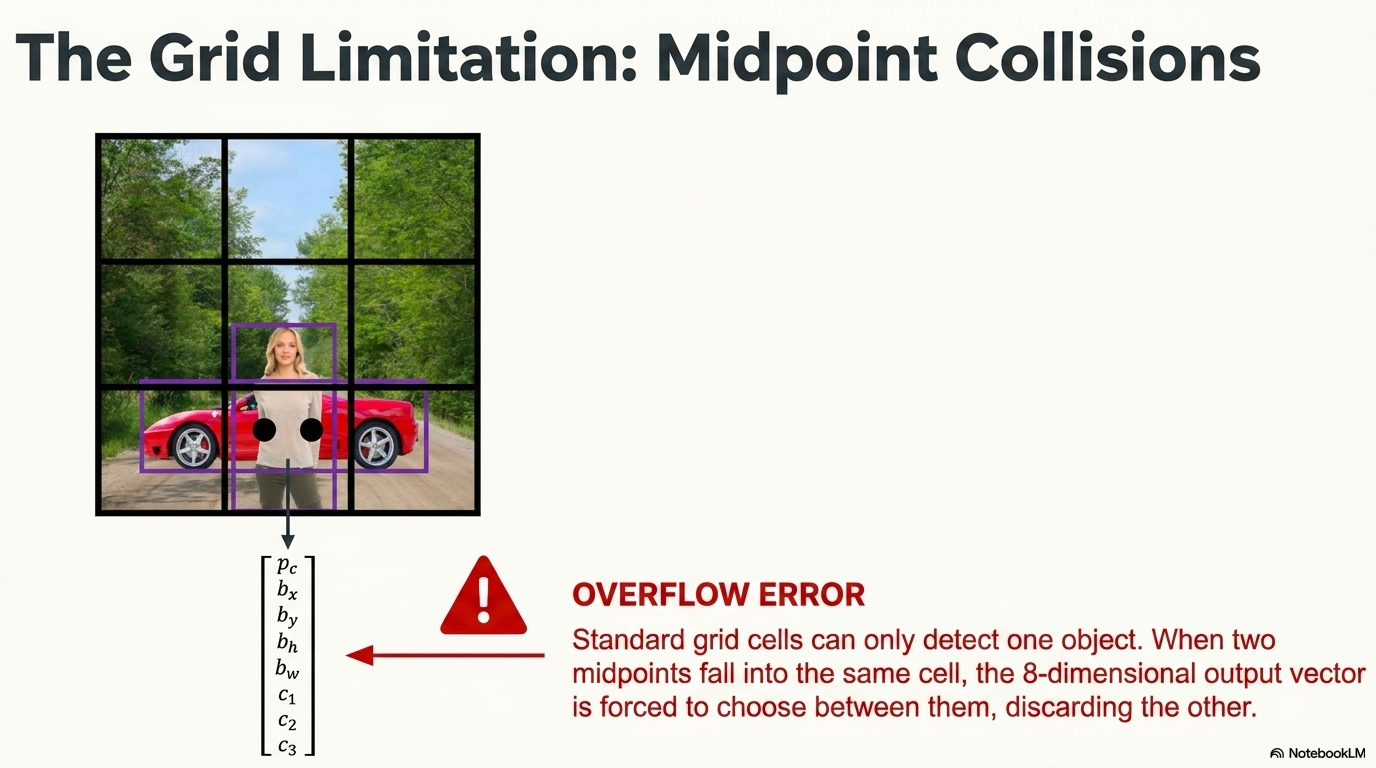 The Grid Limitation: Midpoint Collisions
p_c
b_x
b_y
b_h
b_w
c_1
c_2
c_3
OVERFLOW ERROR
Standard grid cells can only detect one object. When two
midpoints fall into the same cell, the 8-dimensional output vector
is forced to choose between them, discarding the other.
NotebookLM